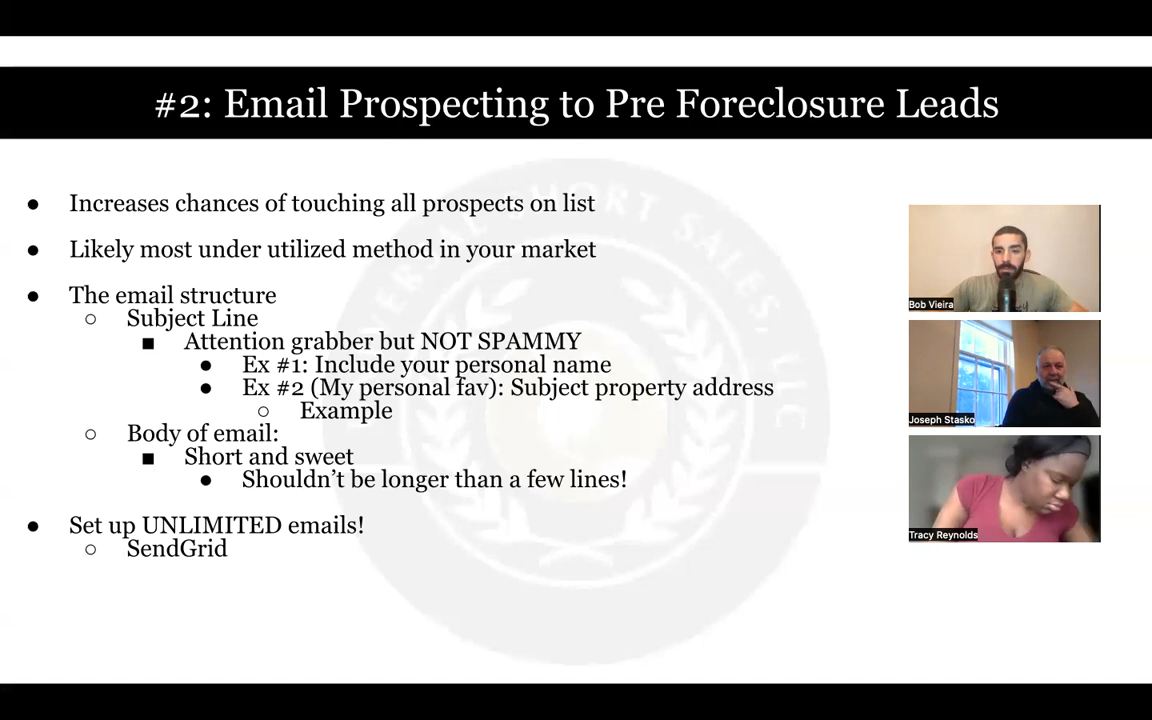 #2: Email Prospecting to Pre Foreclosure Leads
● Increases chances of touching all prospects on list
● Likely most under utilized method in your market
● The email structure
○ Subject Line
■ Attention grabber but NOT SPAMMY
● Ex #1: Include your personal name
● Ex #2 (My personal fav): Subject property address
○ Example
○ Body of email:
■ Short and sweet
● Shouldn't be longer than a few lines!
● Set up UNLIMITED emails!
○ SendGrid
Bob Vieira
Joseph Stasko
Tracy Reynolds
SHORT SALES, LLC